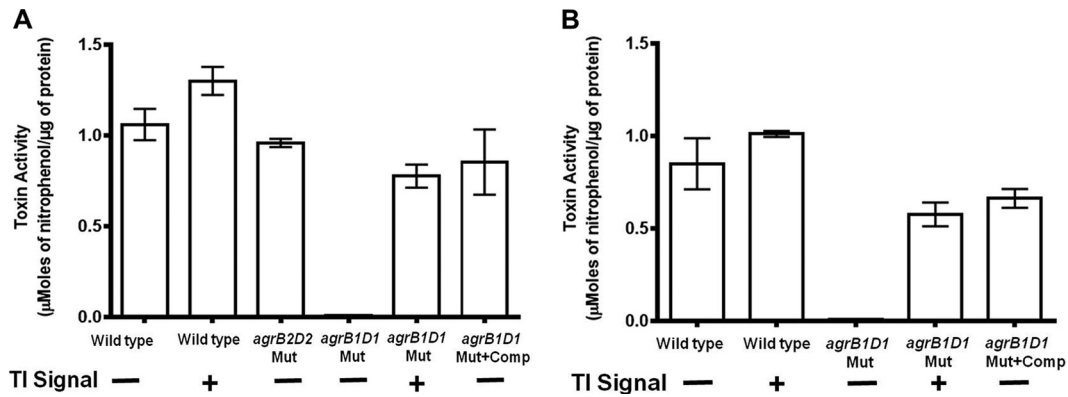 A
Toxin Activity
(µMoles of nitrophenol/µg of protein)
1.5
1.0
0.5
0.0
Wild type
Wild type
agrB2D2
Mut
agrB1D1
Mut
agrB1D1
Mut
agrB1D1
Mut+Comp
TI Signal — + — — + —
B
Toxin Activity
(µMoles of nitrophenol/µg of protein)
1.5
1.0
0.5
0.0
Wild type
Wild type
agrB1D1
Mut
agrB1D1
Mut
agrB1D1
Mut+Comp
TI Signal — + — + —